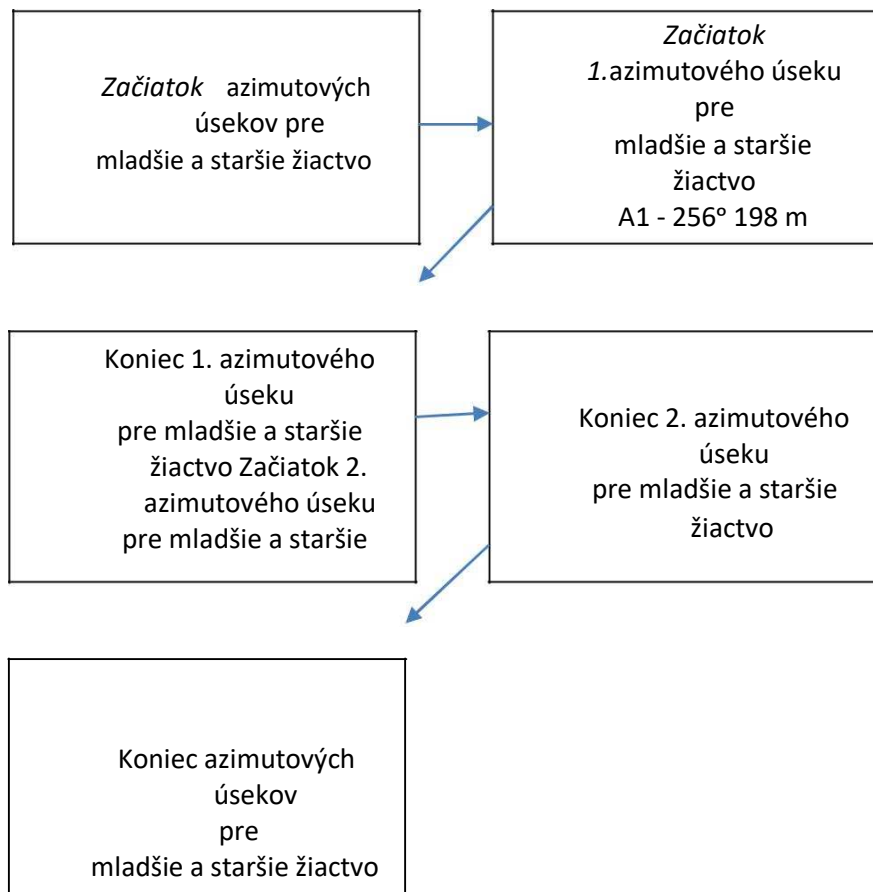 Začiatok azimutových
úsekov pre
mladšie a staršie žiactvo
Začiatok
1.azimutového úseku
pre
mladšie a staršie
žiactvo
A1 - 256° 198 m
Koniec 1. azimutového
úseku
pre mladšie a staršie
žiactvo Začiatok 2.
azimutového úseku
pre mladšie a staršie
Koniec 2. azimutového
úseku
pre mladšie a staršie
žiactvo
Koniec azimutových
úsekov
pre
mladšie a staršie žiactvo